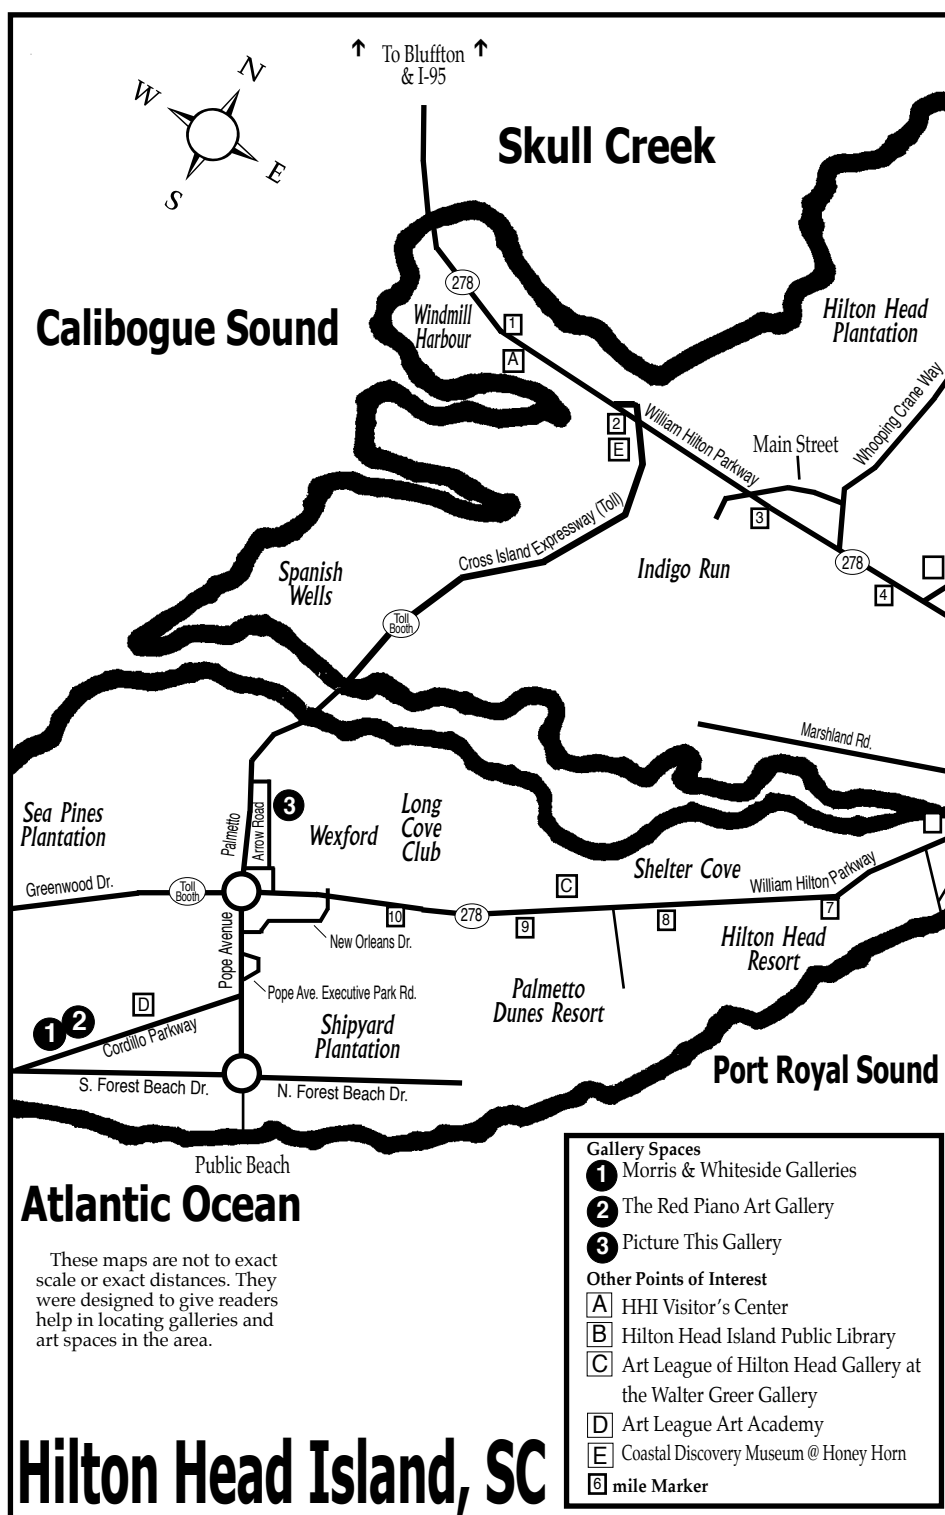 To Bluffton
& I-95
N
W
E
S
Skull Creek
278
Windmill
Harbour
Calibogue Sound
1
A
Hilton Head
Plantation
Whooping Crane Way
William Hilton Parkway
2
E
Main Street
3
Cross Island Expressway (Toll)
Indigo Run
278
4
Spanish
Wells
Toll
Booth
Marshland Rd.
Sea Pines
Plantation
Palmetto
Arrow Road
3
Wexford
Long
Cove
Club
Shelter Cove
William Hilton Parkway
Greenwood Dr.
Toll
Booth
C
10
278
9
8
7
New Orleans Dr.
Hilton Head
Resort
Pope Avenue
Pope Ave. Executive Park Rd.
Palmetto
Dunes Resort
D
1
2
Cordillo Parkway
Shipyard
Plantation
Port Royal Sound
S. Forest Beach Dr.
N. Forest Beach Dr.
Public Beach
Atlantic Ocean
These maps are not to exact
scale or exact distances. They
were designed to give readers
help in locating galleries and
art spaces in the area.
Gallery Spaces
1 Morris & Whiteside Galleries
2 The Red Piano Art Gallery
3 Picture This Gallery
Other Points of Interest
A HHI Visitor's Center
B Hilton Head Island Public Library
C Art League of Hilton Head Gallery at
the Walter Greer Gallery
D Art League Art Academy
E Coastal Discovery Museum @ Honey Horn
6 mile Marker
Hilton Head Island, SC